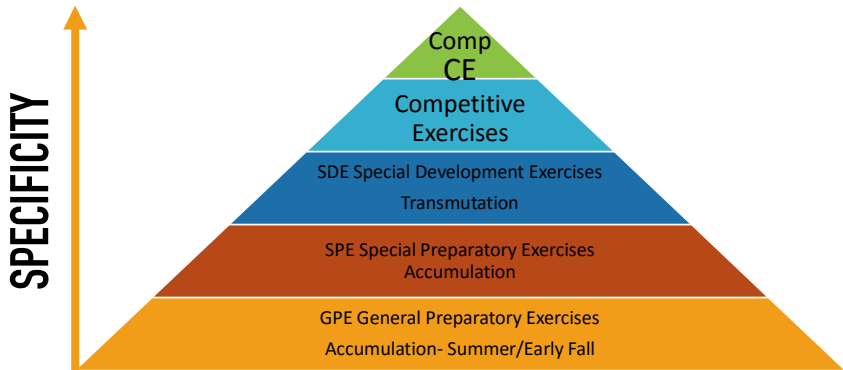 SPECIFICITY
Comp
CE
Competitive
Exercises
SDE Special Development Exercises
Transmutation
SPE Special Preparatory Exercises
Accumulation
GPE General Preparatory Exercises
Accumulation- Summer/Early Fall